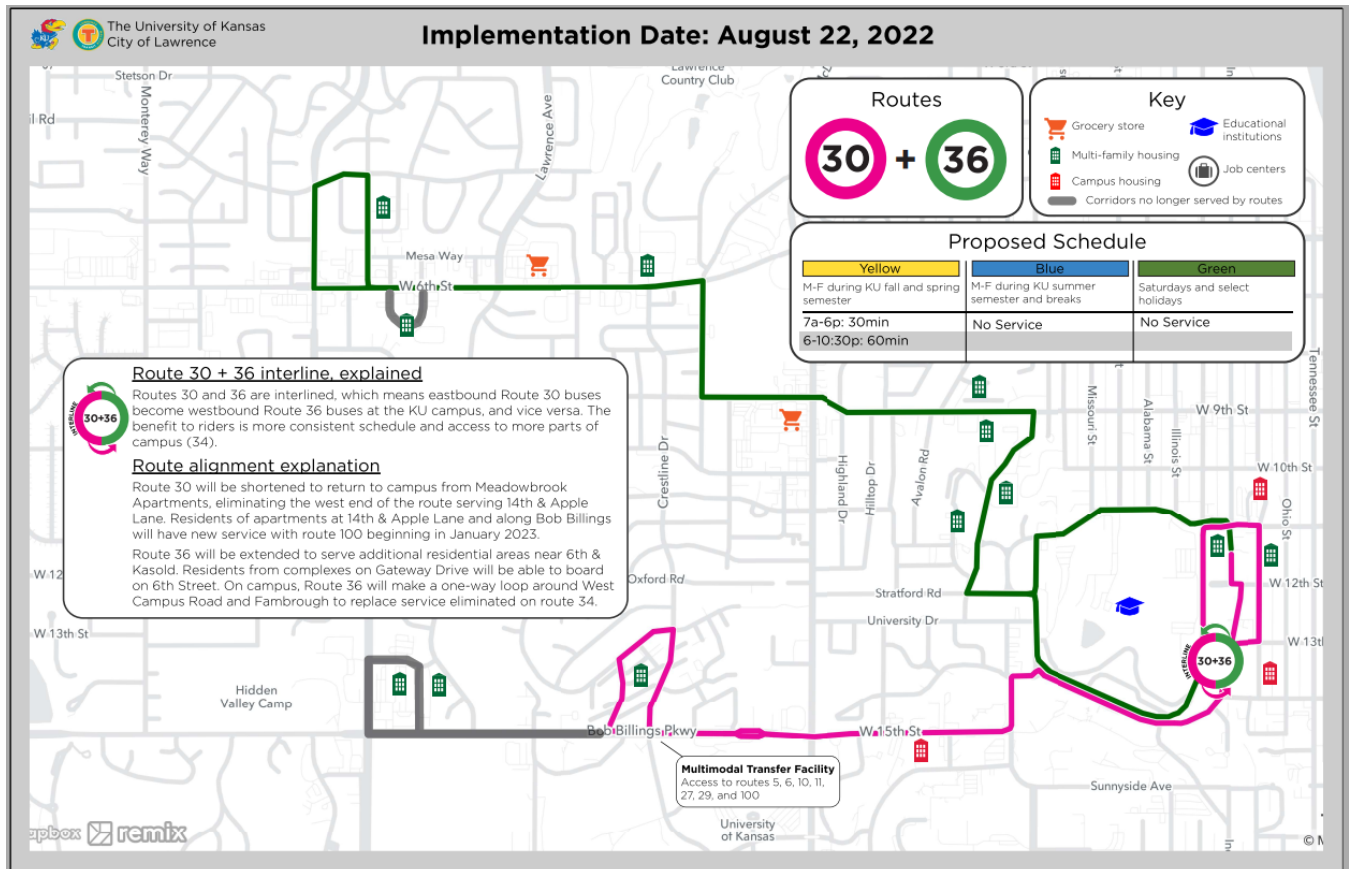 The University of Kansas
City of Lawrence
Implementation Date: August 22, 2022
Stetson Dr
Monterey Way
Lawrence Ave
Country Club
Routes
30 + 36
Key
Grocery store
Educational
institutions
Multi-family housing
Job centers
Campus housing
Corridors no longer served by routes
Proposed Schedule
Yellow
Blue
Green
M-F during KU fall and spring
semester
M-F during KU summer
semester and breaks
Saturdays and select
holidays
7a-6p: 30min
No Service
No Service
6-10:30p: 60min
Mesa Way
W 6th St
Route 30 + 36 interline, explained
Routes 30 and 36 are interlined, which means eastbound Route 30 buses
become westbound Route 36 buses at the KU campus, and vice versa. The
benefit to riders is more consistent schedule and access to more parts of
campus (34).
INTERLINE
30+36
Route alignment explanation
Route 30 will be shortened to return to campus from Meadowbrook
Apartments, eliminating the west end of the route serving 14th & Apple
Lane. Residents of apartments at 14th & Apple Lane and along Bob Billings
will have new service with route 100 beginning in January 2023.
Route 36 will be extended to serve additional residential areas near 6th &
Kasold. Residents from complexes on Gateway Drive will be able to board
on 6th Street. On campus, Route 36 will make a one-way loop around West
Campus Road and Fambrough to replace service eliminated on route 34.
Crestline Dr
Highland Dr
Hilltop Dr
Avalon Rd
Missouri St
Alabama St
Illinois St
Tennessee St
Ohio St
W 9th St
W 10th St
W 12
Oxford Rd
Stratford Rd
W 12th St
University Dr
W 13th St
W 13th
INTERLINE
30+36
Hidden
Valley Camp
Bob Billings Pkwy
W 15th St
Multimodal Transfer Facility
Access to routes 5, 6, 10, 11,
27, 29, and 100
Sunnyside Ave
University
of Kansas
apbox remix